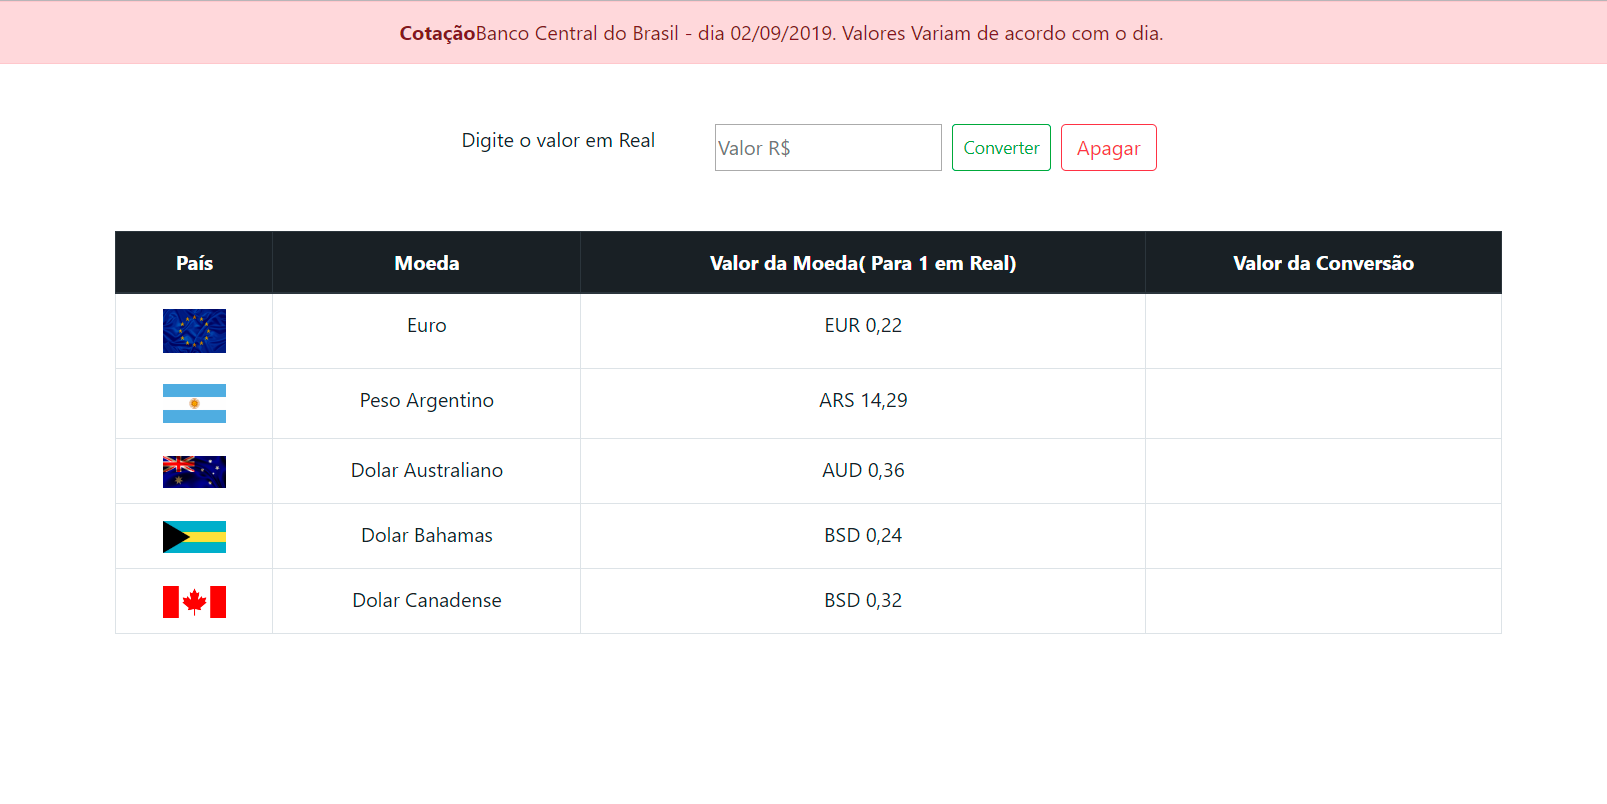 CotaçãoBanco Central do Brasil - dia 02/09/2019. Valores Variam de acordo com o dia.
Digite o valor em Real Valor R$ Converter Apagar
País Moeda Valor da Moeda( Para 1 em Real) Valor da Conversão
Euro EUR 0,22
Peso Argentino ARS 14,29
Dolar Australiano AUD 0,36
Dolar Bahamas BSD 0,24
Dolar Canadense BSD 0,32